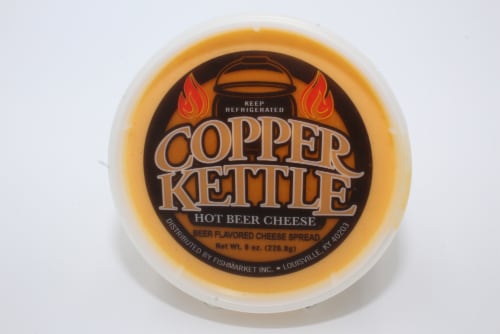 KEEP
REFRIGERATED
COPPER
KETTLE
HOT BEER CHEESE
BEER FLAVORED CHEESE SPREAD
Net Wt. 8 oz. (226.8g)
DISTRIBUTED BY FISHMARKET INC. • LOUISVILLE, KY 40203